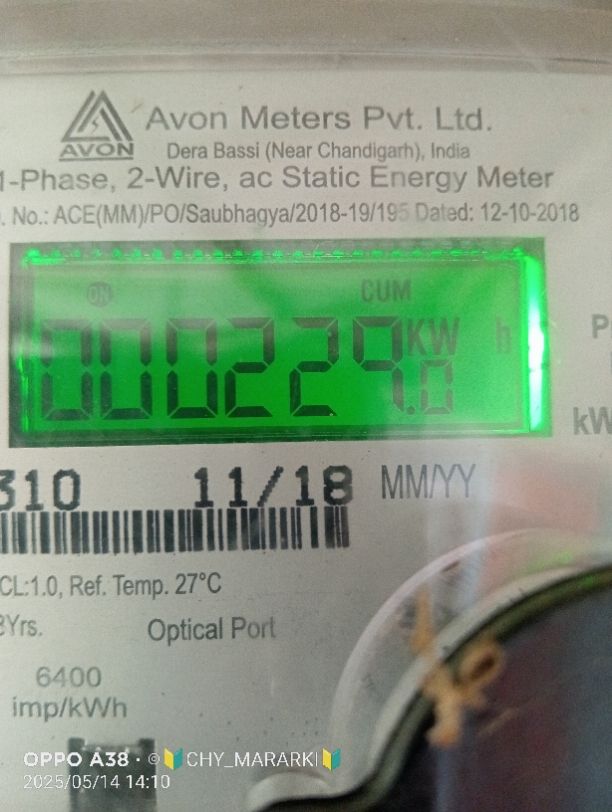 Avon Meters Pvt. Ltd.
AVON
Dera Bassi (Near Chandigarh), India
1-Phase, 2-Wire, ac Static Energy Meter
. No.: ACE(MM)/PO/Saubhagya/2018-19/195 Dated: 12-10-2018
ON CUM
000229.0 KW h
P
kW
310 11/18 MM/YY
CL:1.0, Ref. Temp. 27°C
Yrs.
Optical Port
6400
imp/kWh
OPPO A38 · ©🔰CHY_MARARKI🔰
2025/05/14 14:10